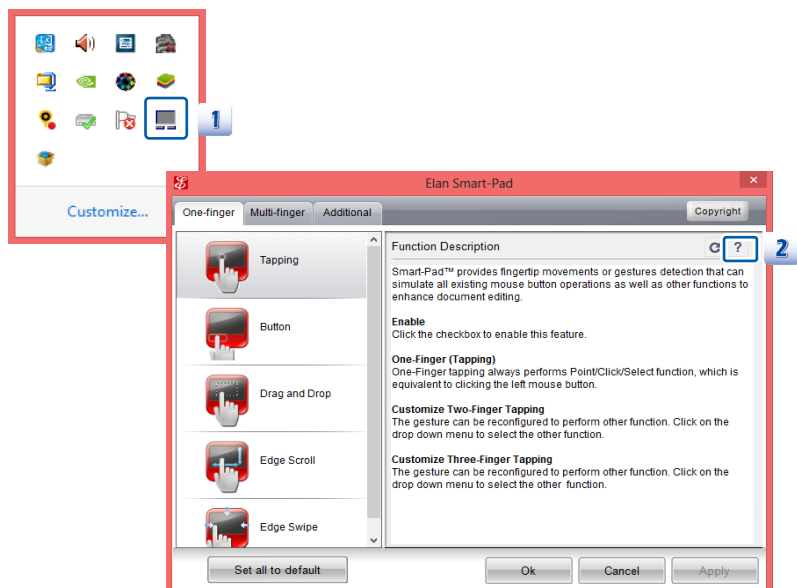 1
Customize...
Elan Smart-Pad
One-finger
Multi-finger
Additional
Copyright
Tapping
Button
Drag and Drop
Edge Scroll
Edge Swipe
Function Description
?
2
Smart-Pad™ provides fingertip movements or gestures detection that can
simulate all existing mouse button operations as well as other functions to
enhance document editing.
Enable
Click the checkbox to enable this feature.
One-Finger (Tapping)
One-Finger tapping always performs Point/Click/Select function, which is
equivalent to clicking the left mouse button.
Customize Two-Finger Tapping
The gesture can be reconfigured to perform other function. Click on the
drop down menu to select the other function.
Customize Three-Finger Tapping
The gesture can be reconfigured to perform other function. Click on the
drop down menu to select the other function.
Set all to default
Ok
Cancel
Apply